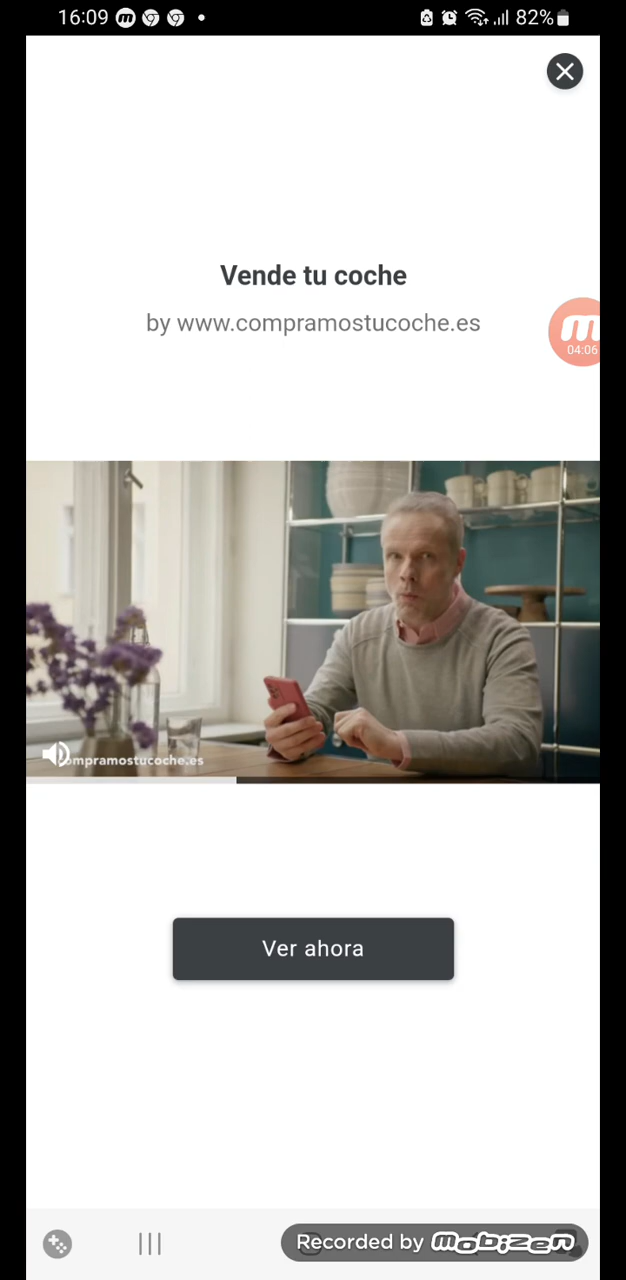 16:09 82%
Vende tu coche
by www.compramostucoche.es
04:06
ompramostucoche.es
Ver ahora
Recorded by mobizen